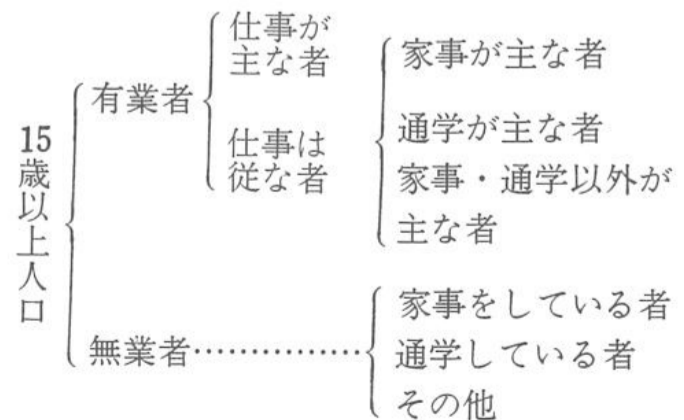 15歳以上人口
有業者
仕事が
主な者
仕事は
従な者
家事が主な者
通学が主な者
家事・通学以外が
主な者
無業者……………
家事をしている者
通学している者
その他